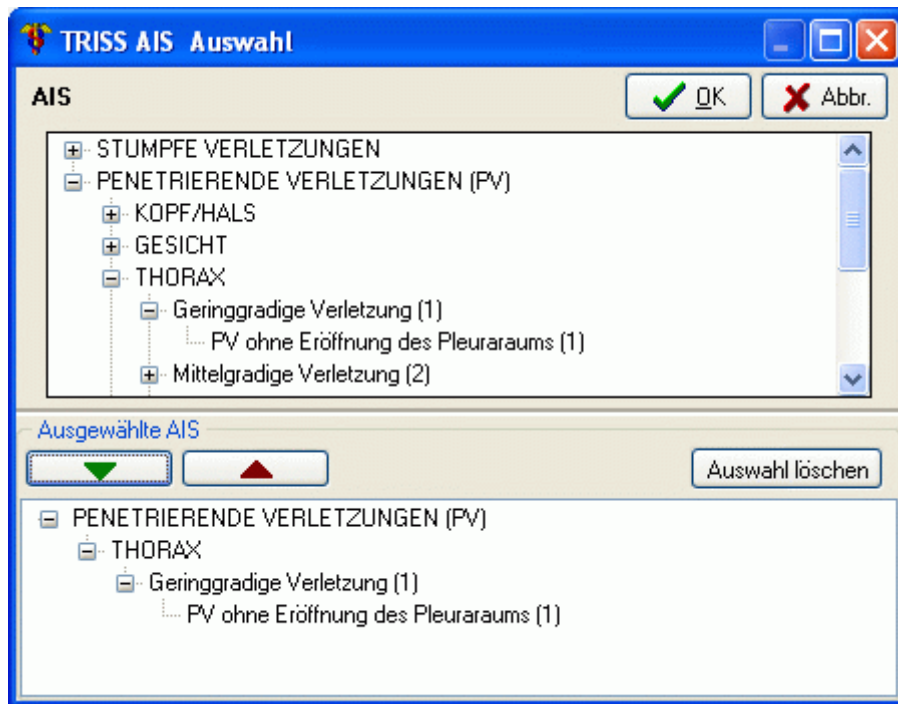 TRISS AIS Auswahl
AIS
OK
Abbr.
STUMPFE VERLETZUNGEN
PENETRIERENDE VERLETZUNGEN (PV)
KOPF/HALS
GESICHT
THORAX
Geringgradige Verletzung (1)
PV ohne Eröffnung des Pleuraraums (1)
Mittelgradige Verletzung (2)
Ausgewählte AIS
Auswahl löschen
PENETRIERENDE VERLETZUNGEN (PV)
THORAX
Geringgradige Verletzung (1)
PV ohne Eröffnung des Pleuraraums (1)